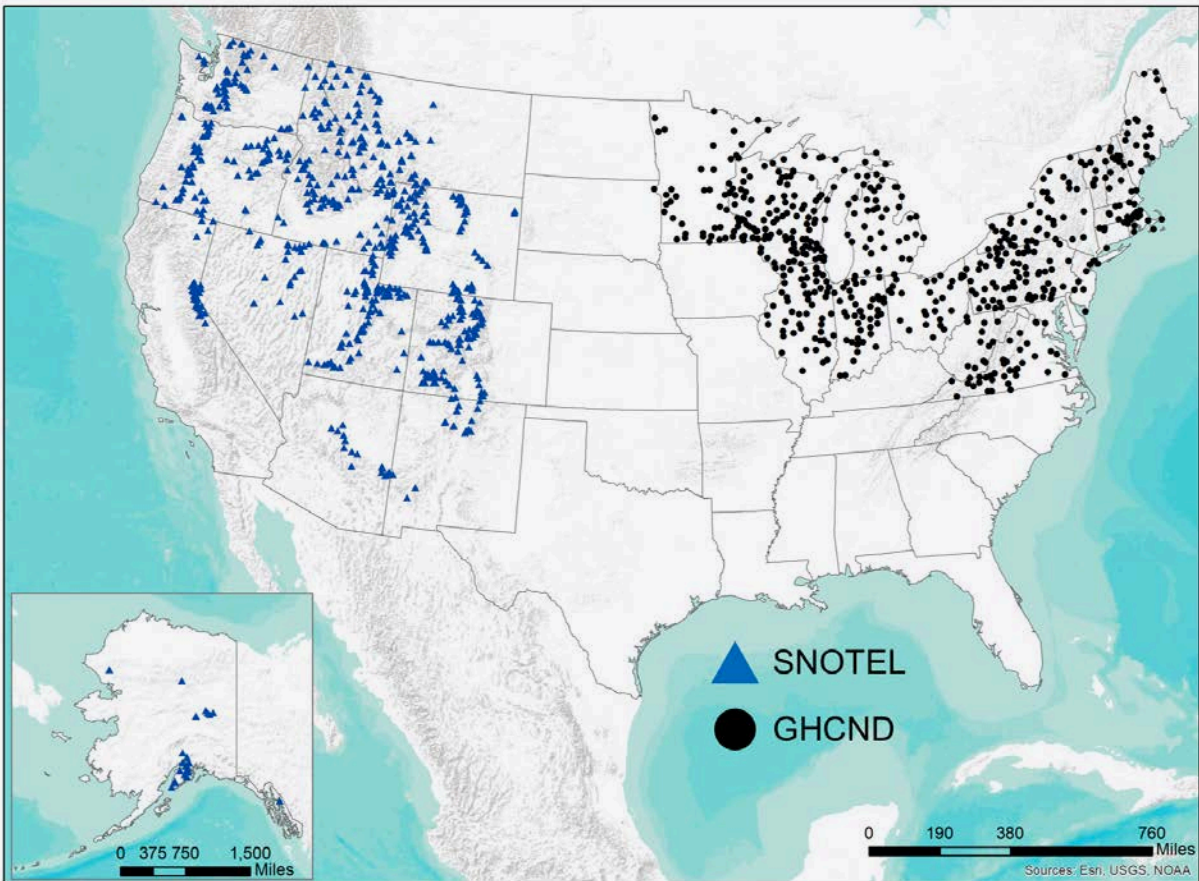 SNOTEL
GHCND
0 375 750 1,500
Miles
0 190 380 760
Miles
Sources: Esri, USGS, NOAA